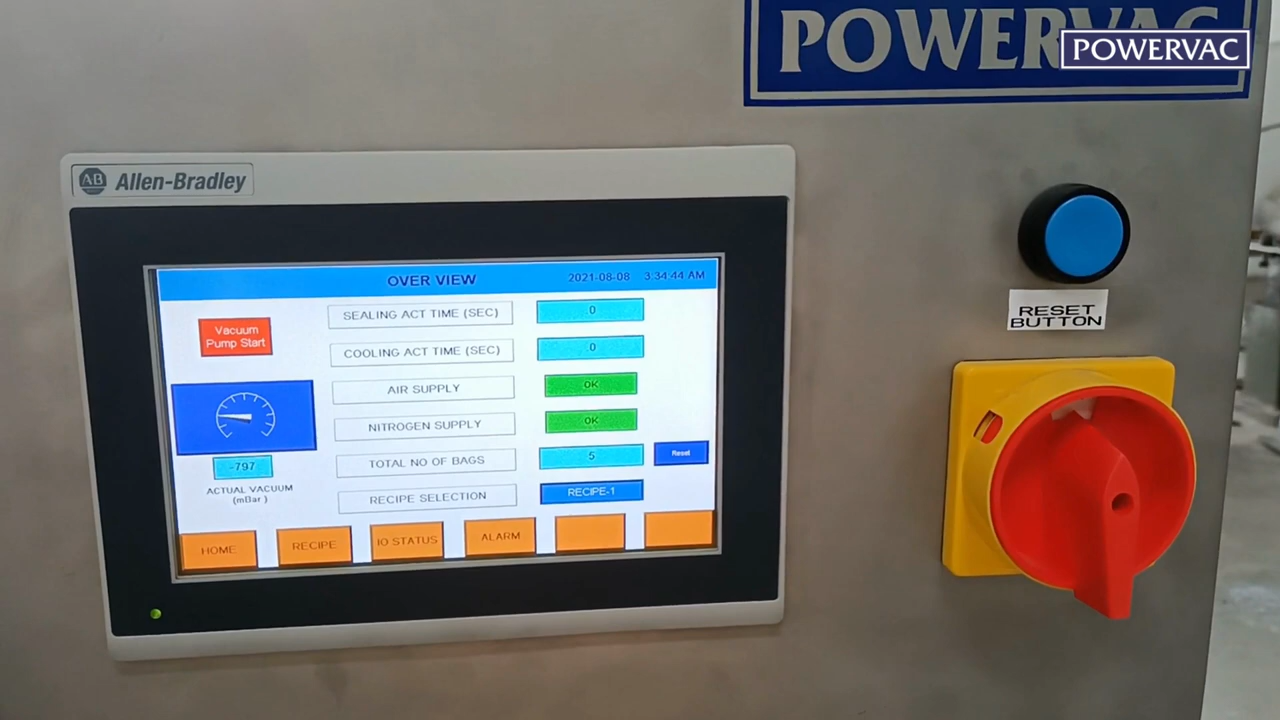 POWERVAC
POWERVAC
AB Allen-Bradley
OVER VIEW 2021-08-08 3:34:44 AM
Vacuum
Pump Start
SEALING ACT TIME (SEC) 0
COOLING ACT TIME (SEC) 0
AIR SUPPLY OK
NITROGEN SUPPLY OK
TOTAL NO OF BAGS 5 Reset
RECIPE SELECTION RECIPE-1
-797
ACTUAL VACUUM
(mBar.)
HOME RECIPE IO STATUS ALARM
RESET
BUTTON